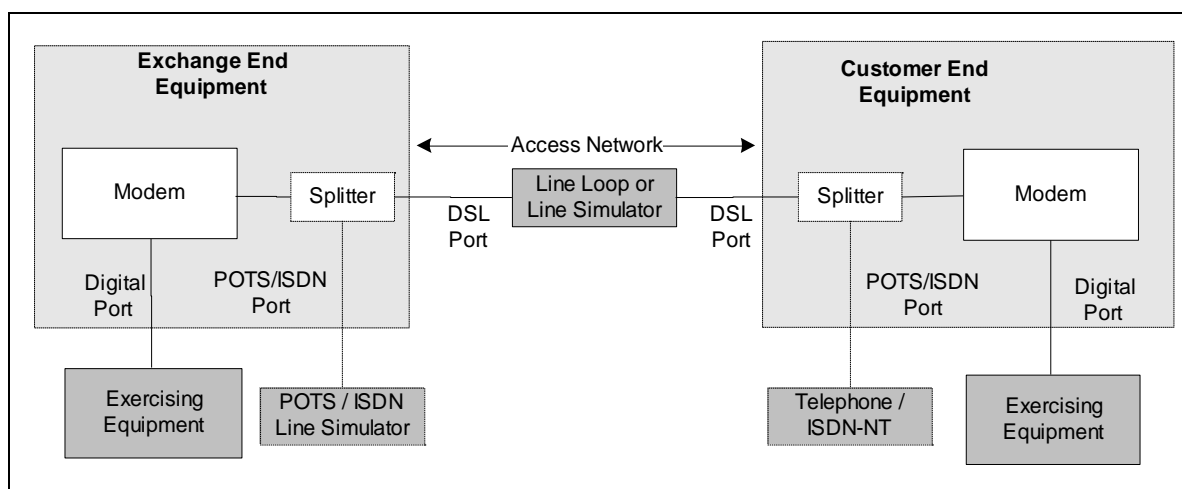 Exchange End
Equipment
Customer End
Equipment
Access Network
Modem
Splitter
Line Loop or
Line Simulator
Splitter
Modem
DSL
Port
DSL
Port
Digital
Port
POTS/ISDN
Port
POTS/ISDN
Port
Digital
Port
Exercising
Equipment
POTS / ISDN
Line Simulator
Telephone /
ISDN-NT
Exercising
Equipment